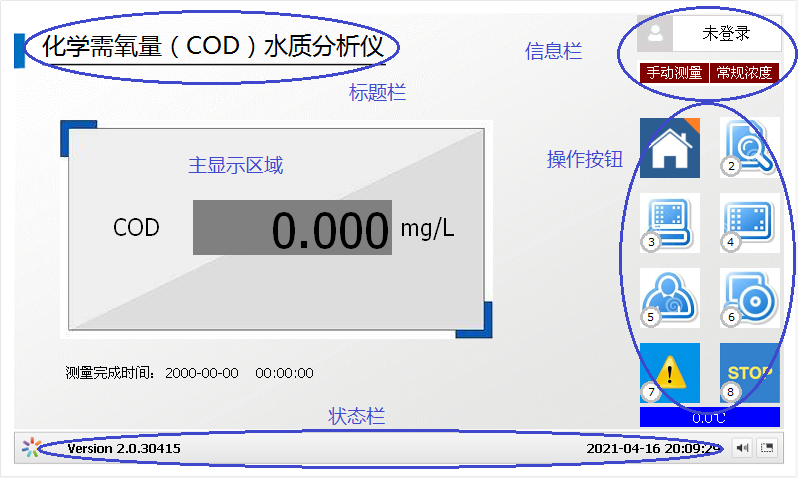 化学需氧量（COD）水质分析仪
信息栏
未登录
手动测量 常规浓度
标题栏
主显示区域
操作按钮
COD 0.000 mg/L
2
3
4
5
6
7
STOP
8
测量完成时间： 2000-00-00 00:00:00
0.0℃
状态栏
Version 2.0.30415 2021-04-16 20:09:29